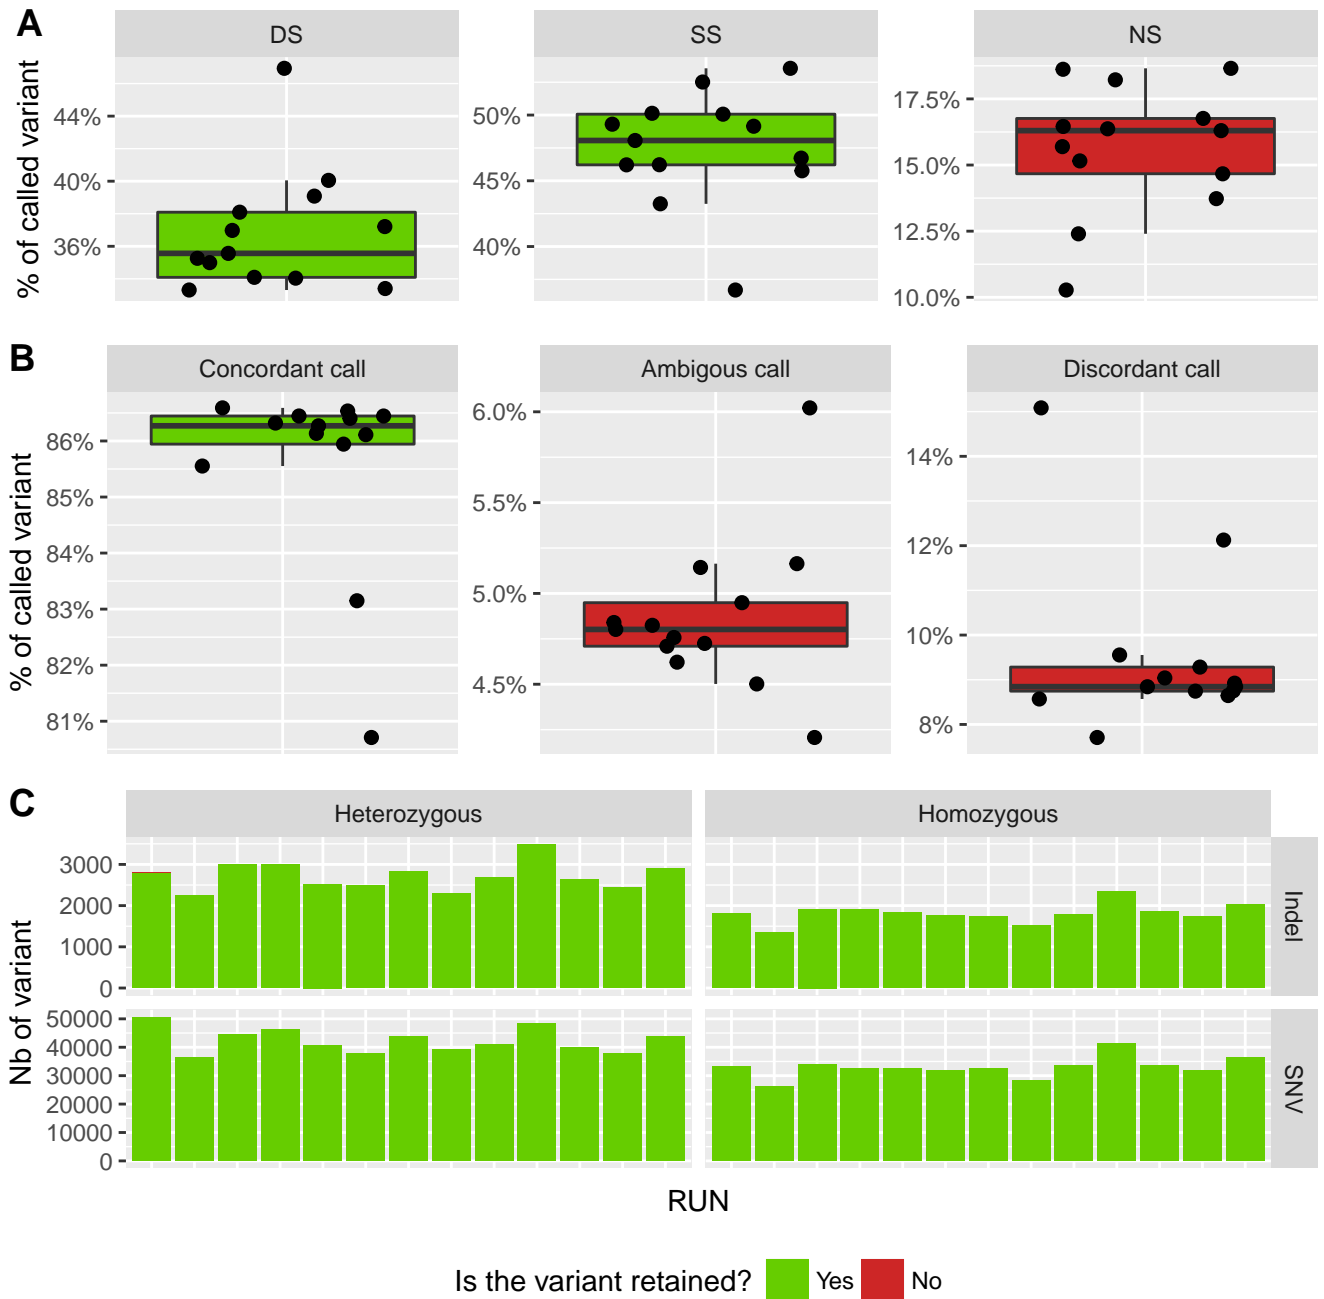 A
DS
SS
NS
% of called variant
44%
40%
36%
50%
45%
40%
17.5%
15.0%
12.5%
10.0%
B
Concordant call
Ambigous call
Discordant call
% of called variant
86%
85%
84%
83%
82%
81%
6.0%
5.5%
5.0%
4.5%
14%
12%
10%
8%
C
Heterozygous
Homozygous
Nb of variant
3000
2000
1000
0
Indel
50000
40000
30000
20000
10000
0
SNV
RUN
Is the variant retained? Yes No